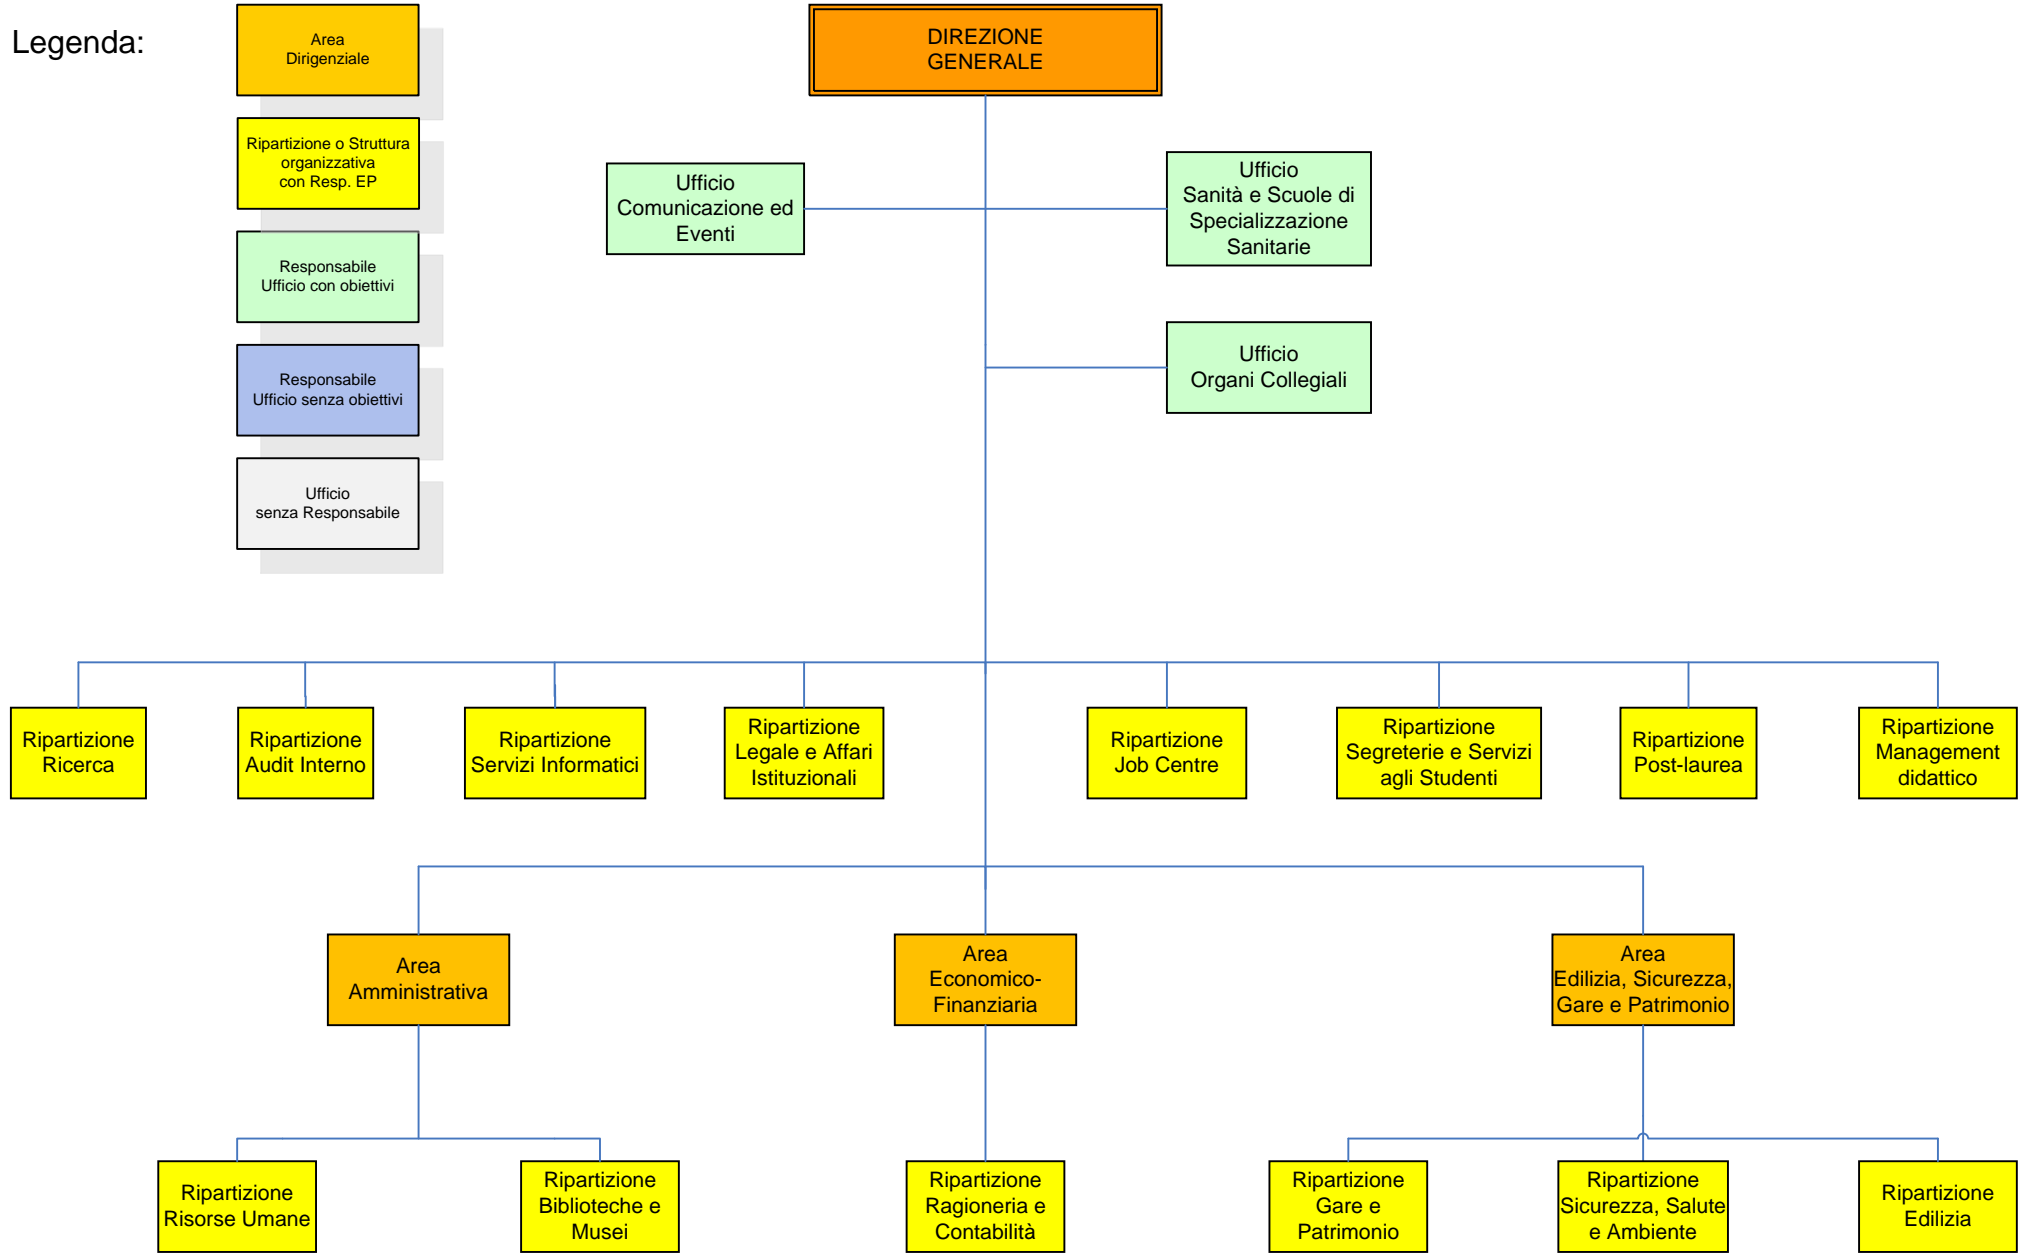 Legenda:
Area
Dirigenziale
Ripartizione o Struttura
organizzativa
con Resp. EP
Responsabile
Ufficio con obiettivi
Responsabile
Ufficio senza obiettivi
Ufficio
senza Responsabile
DIREZIONE
GENERALE
Ufficio
Comunicazione ed
Eventi
Ufficio
Sanità e Scuole di
Specializzazione
Sanitarie
Ufficio
Organi Collegiali
Ripartizione
Ricerca
Ripartizione
Audit Interno
Ripartizione
Servizi Informatici
Ripartizione
Legale e Affari
Istituzionali
Ripartizione
Job Centre
Ripartizione
Segreterie e Servizi
agli Studenti
Ripartizione
Post-laurea
Ripartizione
Management
didattico
Area
Amministrativa
Area
Economico-
Finanziaria
Area
Edilizia, Sicurezza,
Gare e Patrimonio
Ripartizione
Risorse Umane
Ripartizione
Biblioteche e
Musei
Ripartizione
Ragioneria e
Contabilità
Ripartizione
Gare e
Patrimonio
Ripartizione
Sicurezza, Salute
e Ambiente
Ripartizione
Edilizia